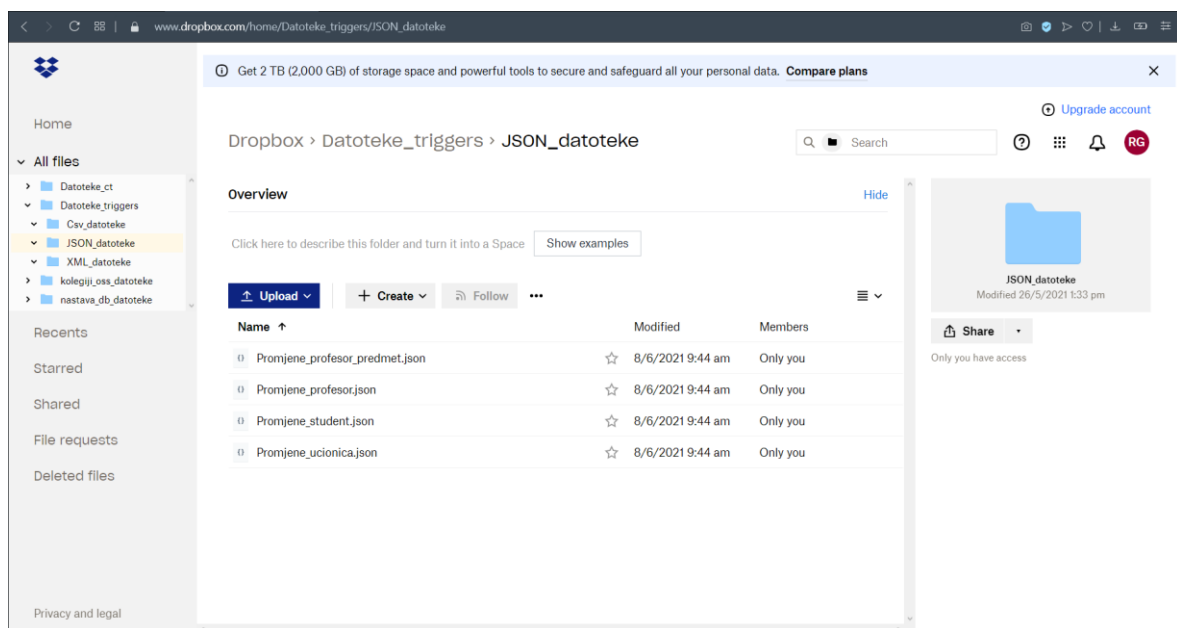 www.dropbox.com/home/Datoteke_triggers/JSON_datoteke
Get 2 TB (2,000 GB) of storage space and powerful tools to secure and safeguard all your personal data. Compare plans
Upgrade account
Home
All files
Datoteke_ct
Datoteke_triggers
Csv_datoteke
JSON_datoteke
XML_datoteke
kolegiji_oss_datoteke
nastava_db_datoteke
Recents
Starred
Shared
File requests
Deleted files
Privacy and legal
Dropbox › Datoteke_triggers › JSON_datoteke
Search
RG
Overview
Hide
Click here to describe this folder and turn it into a Space Show examples
Upload
Create
Follow
Name Modified Members
Promjene_profesor_predmet.json 8/6/2021 9:44 am Only you
Promjene_profesor.json 8/6/2021 9:44 am Only you
Promjene_student.json 8/6/2021 9:44 am Only you
Promjene_ucionica.json 8/6/2021 9:44 am Only you
JSON_datoteke
Modified 26/5/2021 1:33 pm
Share
Only you have access